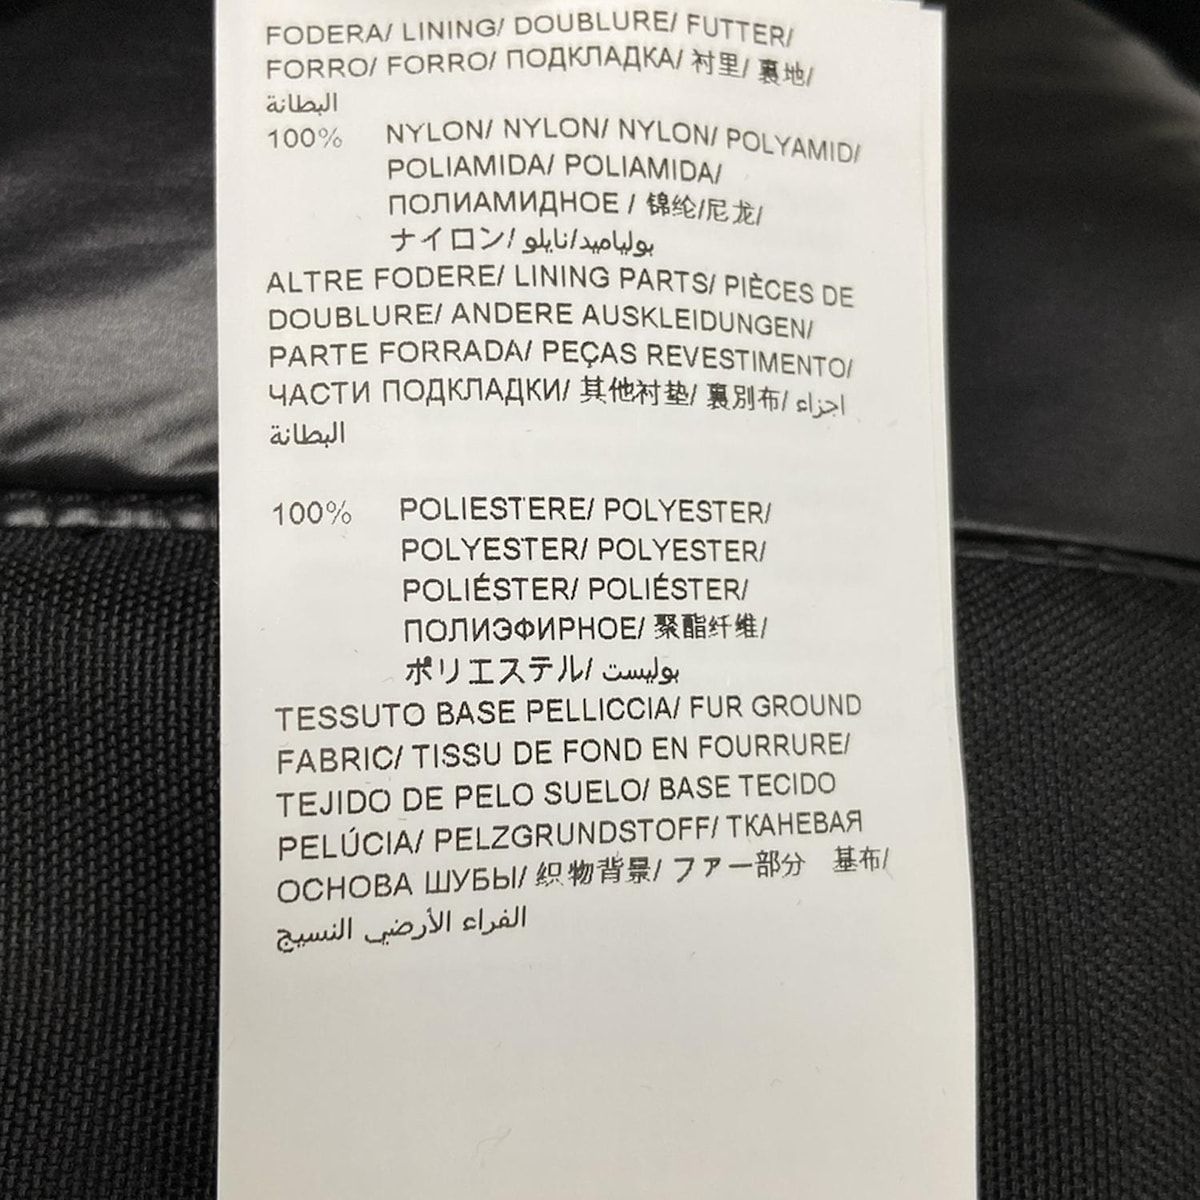 FODERA/ LINING/ DOUBLURE/ FUTTER/
FORRO/ FORRO/ ПОДКЛАДКА/ 衬里/ 裏地/
البطانة
100% NYLON/ NYLON/ NYLON/ POLYAMID/
POLIAMIDA/ POLIAMIDA/
ПОЛИАМИДНОЕ / 锦纶/尼龙/
ナイロン/ بولياميد/نايلو
ALTRE FODERE/ LINING PARTS/ PIÈCES DE
DOUBLURE/ ANDERE AUSKLEIDUNGEN/
PARTE FORRADA/ PEÇAS REVESTIMENTO/
ЧАСТИ ПОДКЛАДКИ/ 其他衬垫/ 裏別布/ اجزاء
البطانة
100% POLIESTERE/ POLYESTER/
POLYESTER/ POLYESTER/
POLIÉSTER/ POLIÉSTER/
ПОЛИЭФИРНОЕ/ 聚酯纤维/
ポリエステル/ بوليست
TESSUTO BASE PELLICCIA/ FUR GROUND
FABRIC/ TISSU DE FOND EN FOURRURE/
TEJIDO DE PELO SUELO/ BASE TECIDO
PELÚCIA/ PELZGRUNDSTOFF/ ТКАНЕВАЯ
ОСНОВА ШУБЫ/ 织物背景/ ファー部分 基布/
الفراء الأرضي النسيج